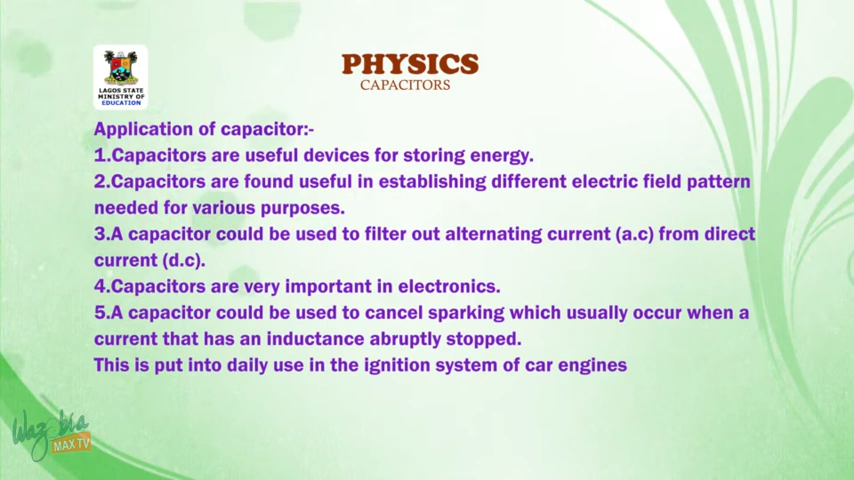 PHYSICS
CAPACITORS
LAGOS STATE
MINISTRY OF
EDUCATION
Application of capacitor:-
1.Capacitors are useful devices for storing energy.
2.Capacitors are found useful in establishing different electric field pattern
needed for various purposes.
3.A capacitor could be used to filter out alternating current (a.c) from direct
current (d.c).
4.Capacitors are very important in electronics.
5.A capacitor could be used to cancel sparking which usually occur when a
current that has an inductance abruptly stopped.
This is put into daily use in the ignition system of car engines
Wazobia
MAX TV